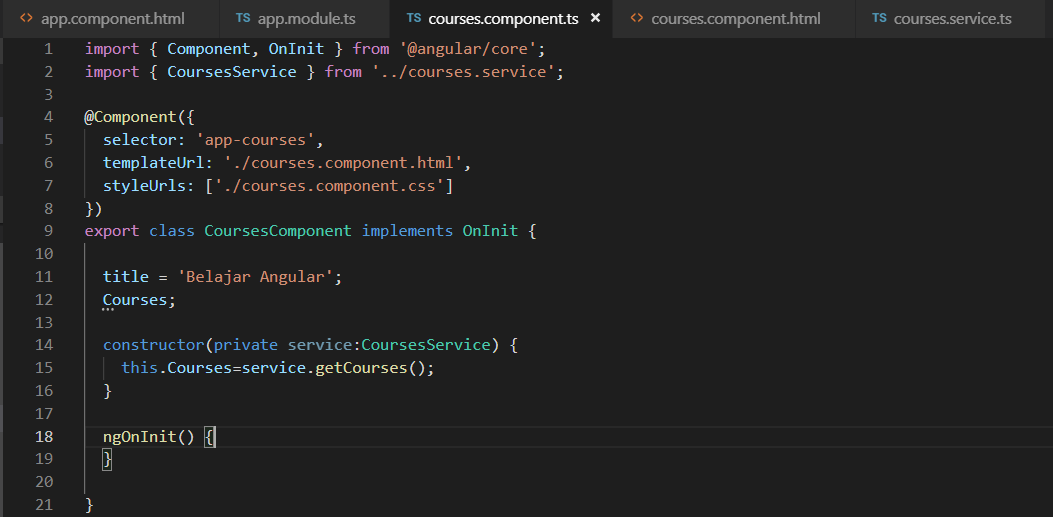 <> app.component.html TS app.module.ts TS courses.component.ts × <> courses.component.html TS courses.service.ts
1 import { Component, OnInit } from '@angular/core';
2 import { CoursesService } from '../courses.service';
3
4 @Component({
5 selector: 'app-courses',
6 templateUrl: './courses.component.html',
7 styleUrls: ['./courses.component.css']
8 })
9 export class CoursesComponent implements OnInit {
10
11 title = 'Belajar Angular';
12 Courses;
13
14 constructor(private service:CoursesService) {
15 this.Courses=service.getCourses();
16 }
17
18 ngOnInit() {
19 }
20
21 }